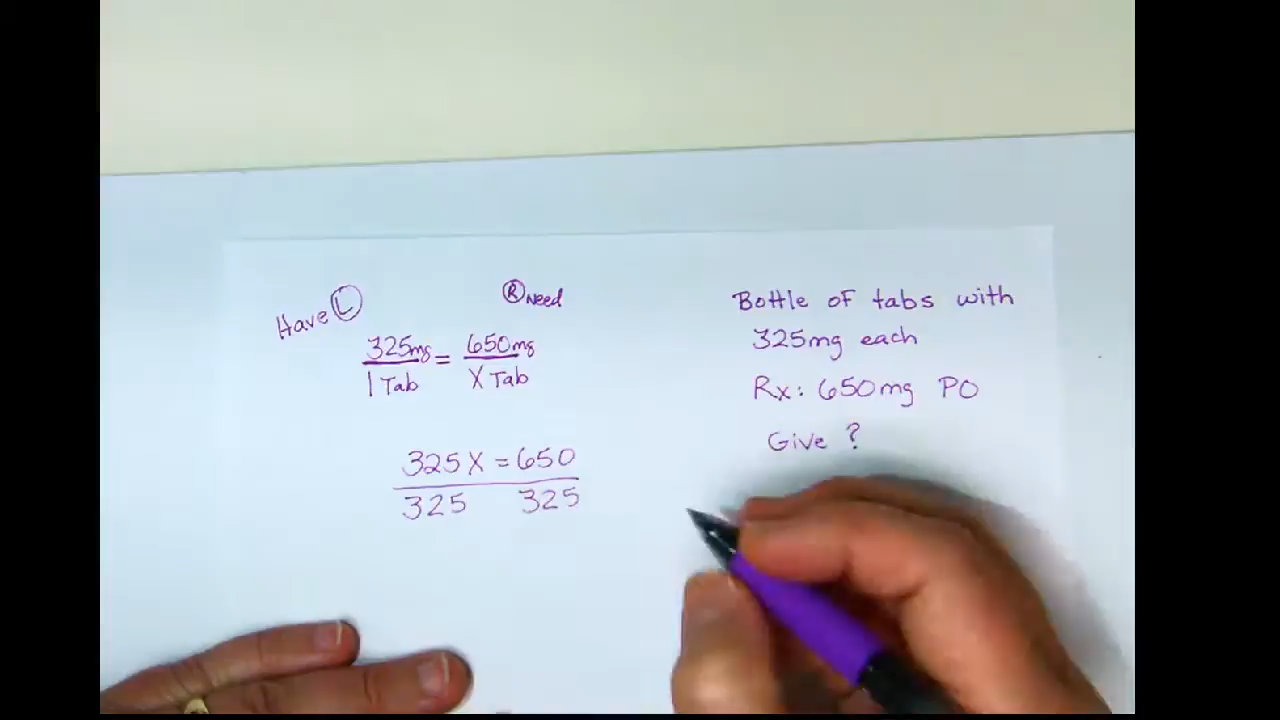 Have Ⓛ
Ⓡ Need
325mg = 650mg
1 Tab X Tab
325 X = 650
325 325
Bottle of tabs with
325mg each
Rx: 650mg PO
Give ?